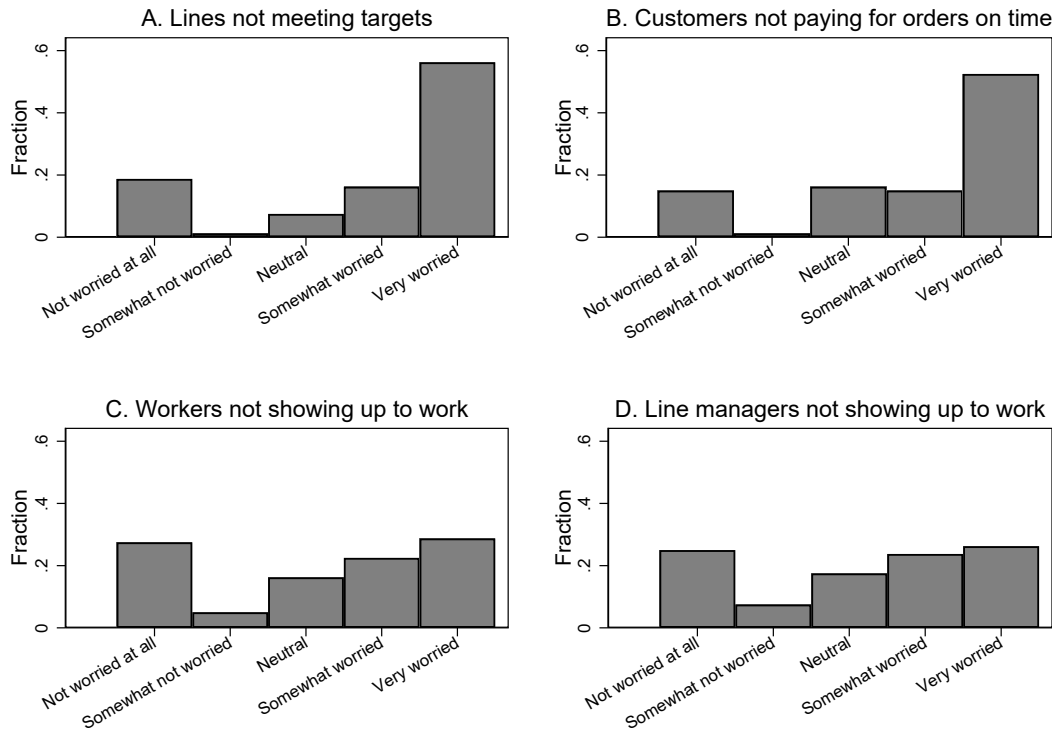 A. Lines not meeting targets
Fraction
.6
.4
.2
0
Not worried at all
Somewhat not worried
Neutral
Somewhat worried
Very worried
B. Customers not paying for orders on time
Fraction
.6
.4
.2
0
Not worried at all
Somewhat not worried
Neutral
Somewhat worried
Very worried
C. Workers not showing up to work
Fraction
.6
.4
.2
0
Not worried at all
Somewhat not worried
Neutral
Somewhat worried
Very worried
D. Line managers not showing up to work
Fraction
.6
.4
.2
0
Not worried at all
Somewhat not worried
Neutral
Somewhat worried
Very worried